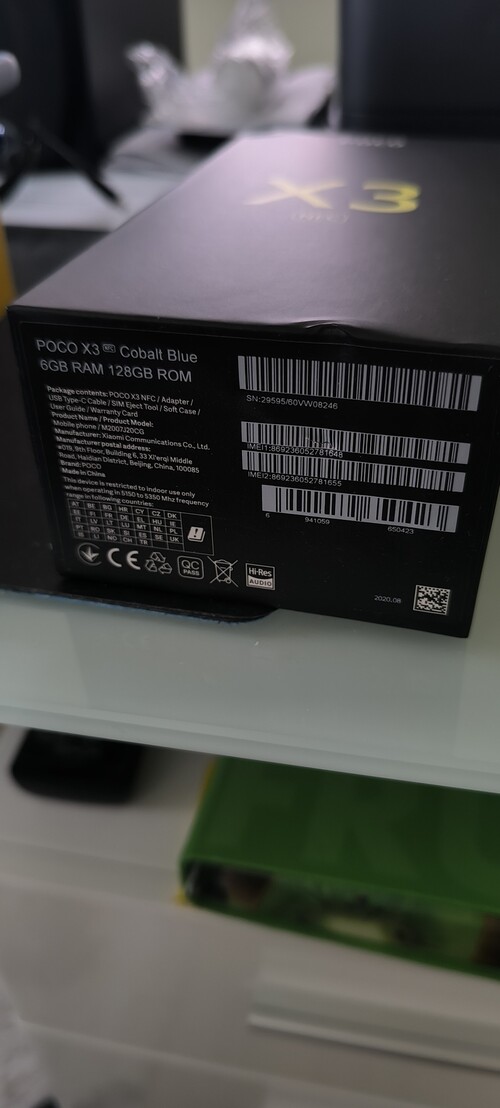 X3
POCO X3 NFC Cobalt Blue
6GB RAM 128GB ROM
Package contents: POCO X3 NFC / Adapter /
USB Type-C Cable / SIM Eject Tool / Soft Case /
User Guide / Warranty Card
Product Name / Product Model:
Mobile phone / M2007J20CG
Manufacturer: Xiaomi Communications Co., Ltd.
Manufacturer postal address:
#019, 9th Floor, Building 6, 33 Xi'erqi Middle
Road, Haidian District, Beijing, China, 100085
Brand: POCO
Made in China
This device is restricted to indoor use only
when operating in 5150 to 5350 Mhz frequency
range in following countries:
AT BE BG HR CY CZ DK
EE FI FR DE EL HU IE
IT LV LT LU MT NL PL
PT RO SK SI ES SE UK
IS LI NO CH TR
CE
QC
PASS
Hi-Res
AUDIO
SN:29595/60VW08246
IMEI1:869236052781648
IMEI2:869236052781655
6 941059 650423
2020.08